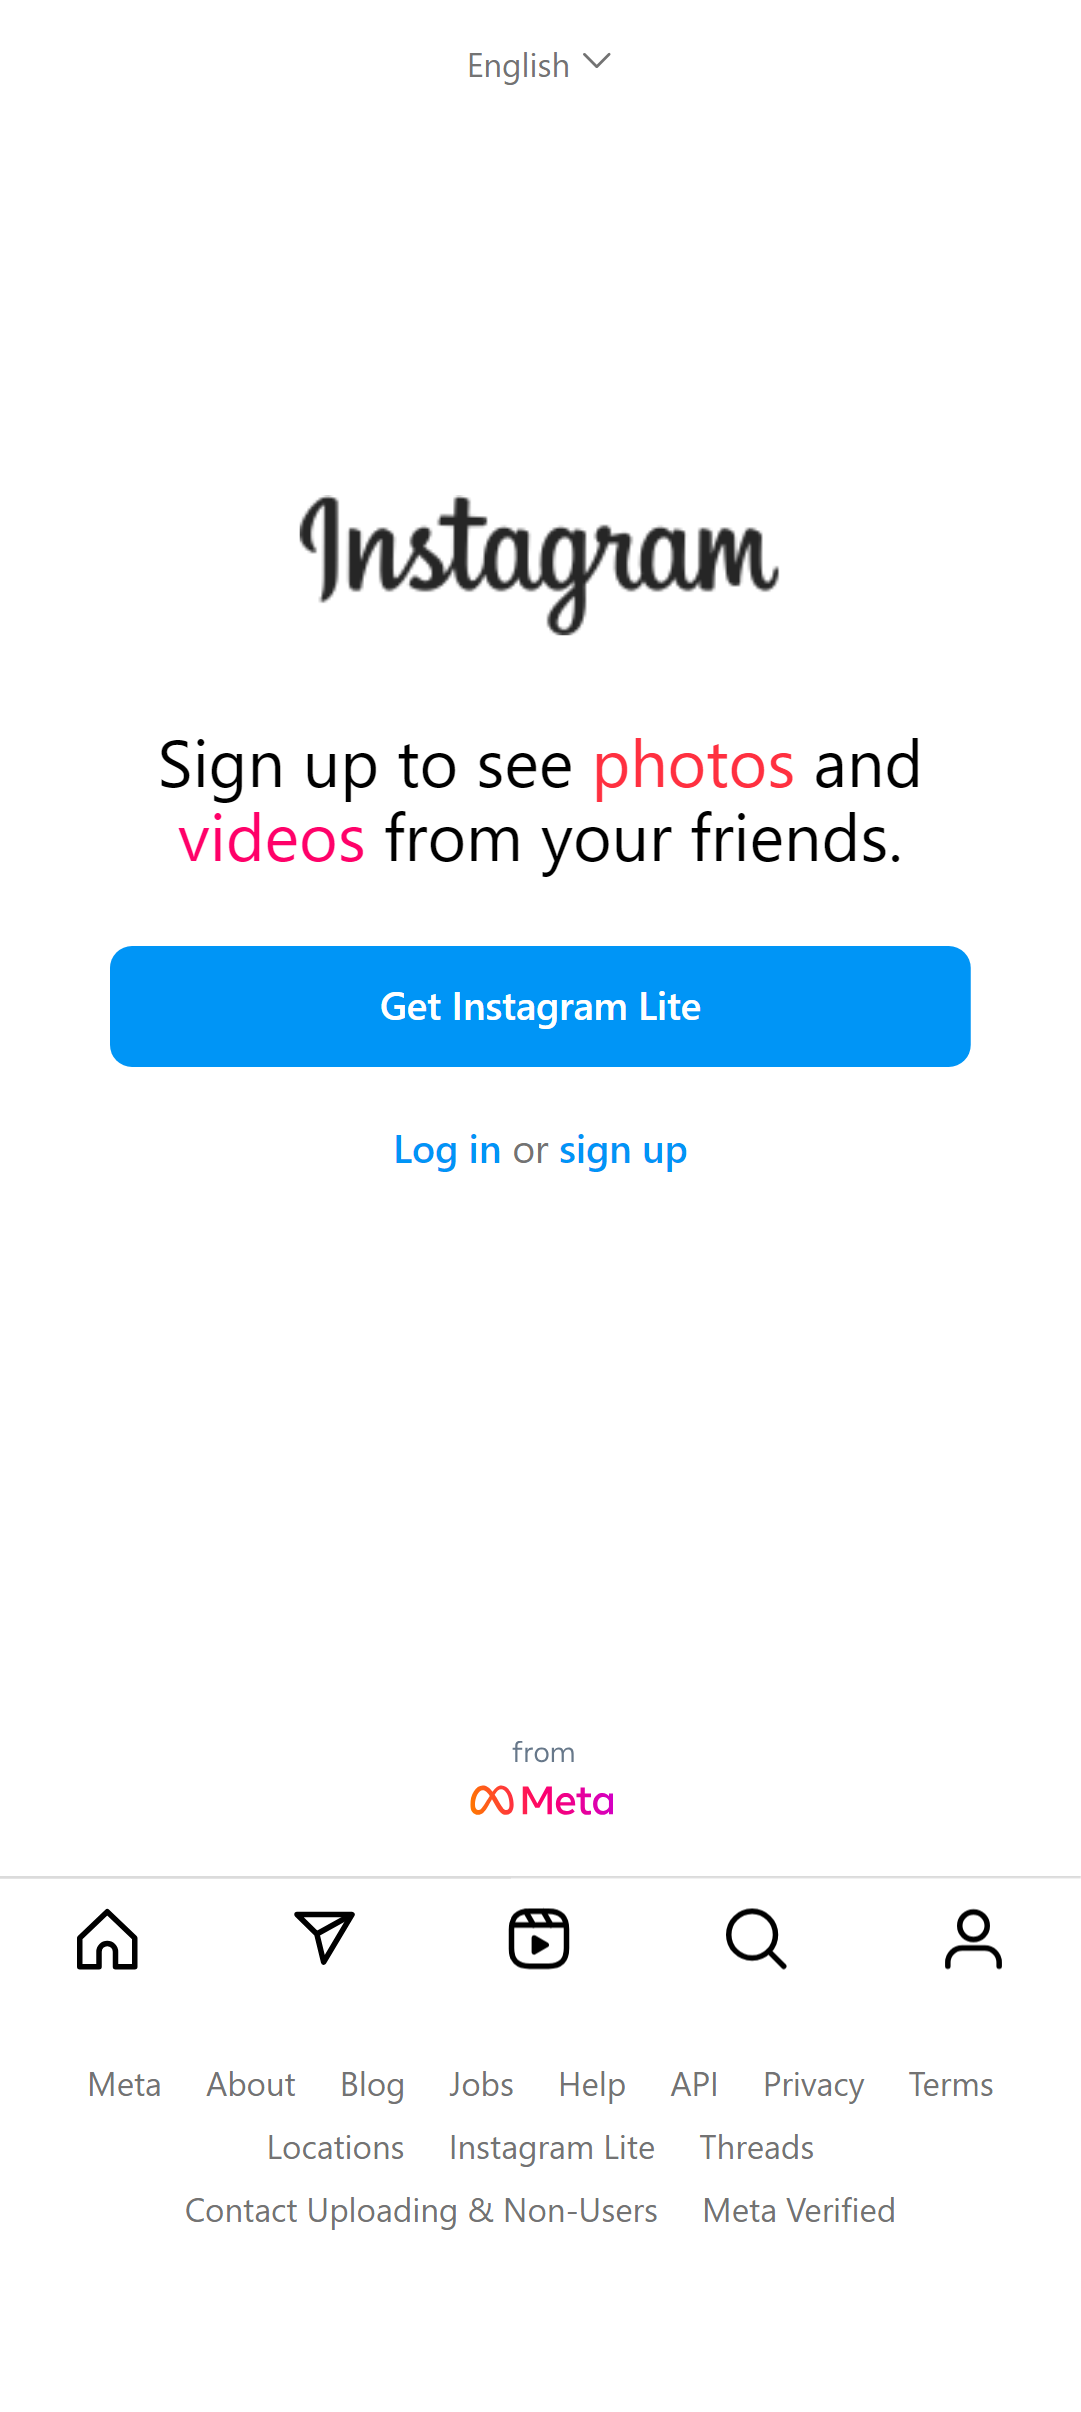 English
Instagram
Sign up to see photos and
videos from your friends.
Get Instagram Lite
Log in or sign up
from
Meta
Meta About Blog Jobs Help API Privacy Terms
Locations Instagram Lite Threads
Contact Uploading & Non-Users Meta Verified